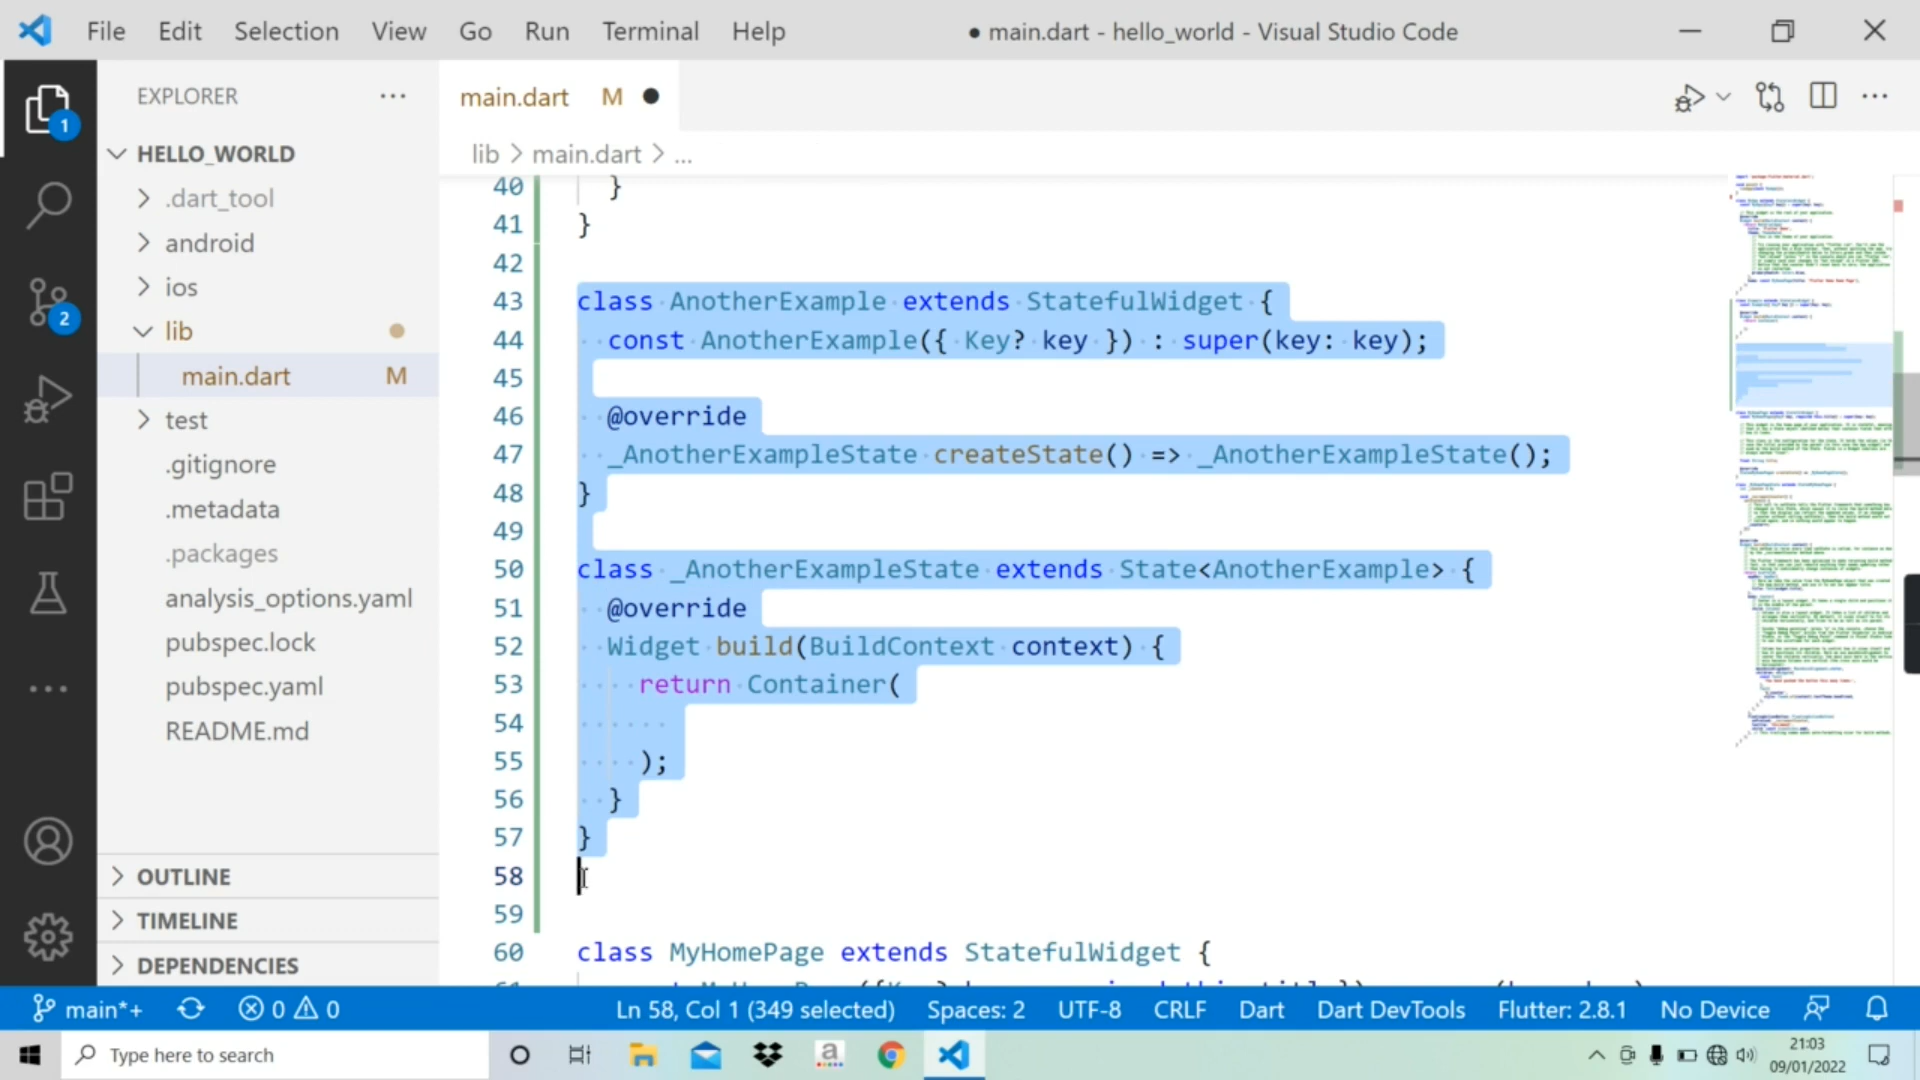 File Edit Selection View Go Run Terminal Help ● main.dart - hello_world - Visual Studio Code
EXPLORER
main.dart M
HELLO_WORLD
lib > main.dart > ...
.dart_tool
android
ios
lib
main.dart M
test
.gitignore
.metadata
.packages
analysis_options.yaml
pubspec.lock
pubspec.yaml
README.md
OUTLINE
TIMELINE
DEPENDENCIES
1
2
40 }
41 }
42
43 class AnotherExample extends StatefulWidget {
44 const AnotherExample({ Key? key }) : super(key: key);
45
46 @override
47 _AnotherExampleState createState() => _AnotherExampleState();
48 }
49
50 class _AnotherExampleState extends State<AnotherExample> {
51 @override
52 Widget build(BuildContext context) {
53 return Container(
54
55 );
56 }
57 }
58
59
60 class MyHomePage extends StatefulWidget {
main*+ 0 0 Ln 58, Col 1 (349 selected) Spaces: 2 UTF-8 CRLF Dart Dart DevTools Flutter: 2.8.1 No Device
Type here to search
a
21:03
09/01/2022